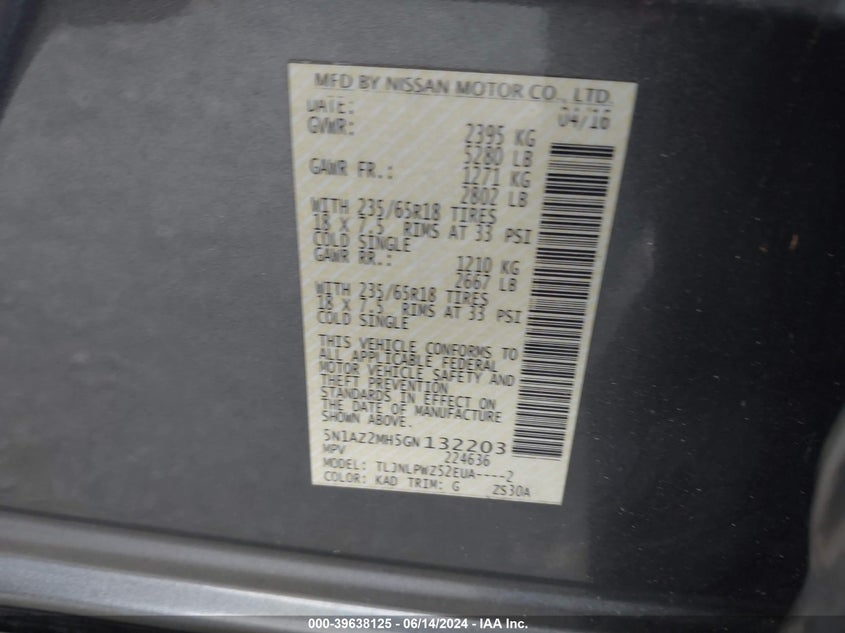 MFD BY NISSAN MOTOR CO., LTD.
DATE: 04/16
GVWR: 2395 KG
5280 LB
GAWR FR.: 1271 KG
2802 LB
WITH 235/65R18 TIRES
18 X 7.5 RIMS AT 33 PSI
COLD SINGLE
GAWR RR.: 1210 KG
2667 LB
WITH 235/65R18 TIRES
18 X 7.5 RIMS AT 33 PSI
COLD SINGLE
THIS VEHICLE CONFORMS TO
ALL APPLICABLE FEDERAL
MOTOR VEHICLE SAFETY AND
THEFT PREVENTION
STANDARDS IN EFFECT ON
THE DATE OF MANUFACTURE
SHOWN ABOVE.
5N1AZ2MH5GN132203
MPV 224636
MODEL: TLJNLPWZ52EUA----2
COLOR: KAD TRIM: G ZS30A
000-39638125 - 06/14/2024 - IAA Inc.